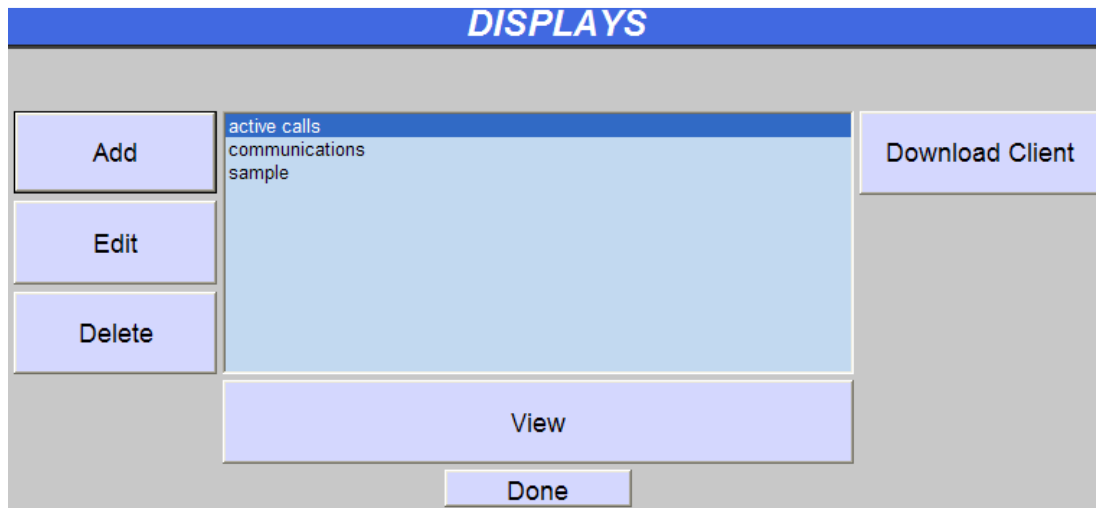 DISPLAYS
Add
Edit
Delete
active calls
communications
sample
Download Client
View
Done